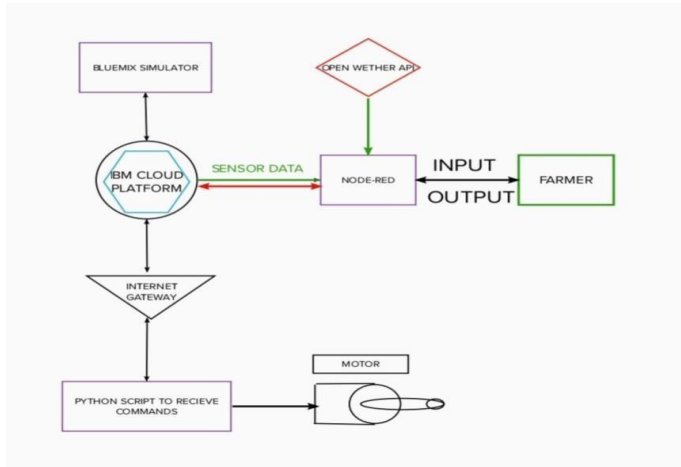 BLUEMIX SIMULATOR
OPEN WETHER API
IBM CLOUD
PLATFORM
SENSOR DATA
NODE-RED
INPUT
OUTPUT
FARMER
INTERNET
GATEWAY
MOTOR
PYTHON SCRIPT TO RECIEVE
COMMANDS